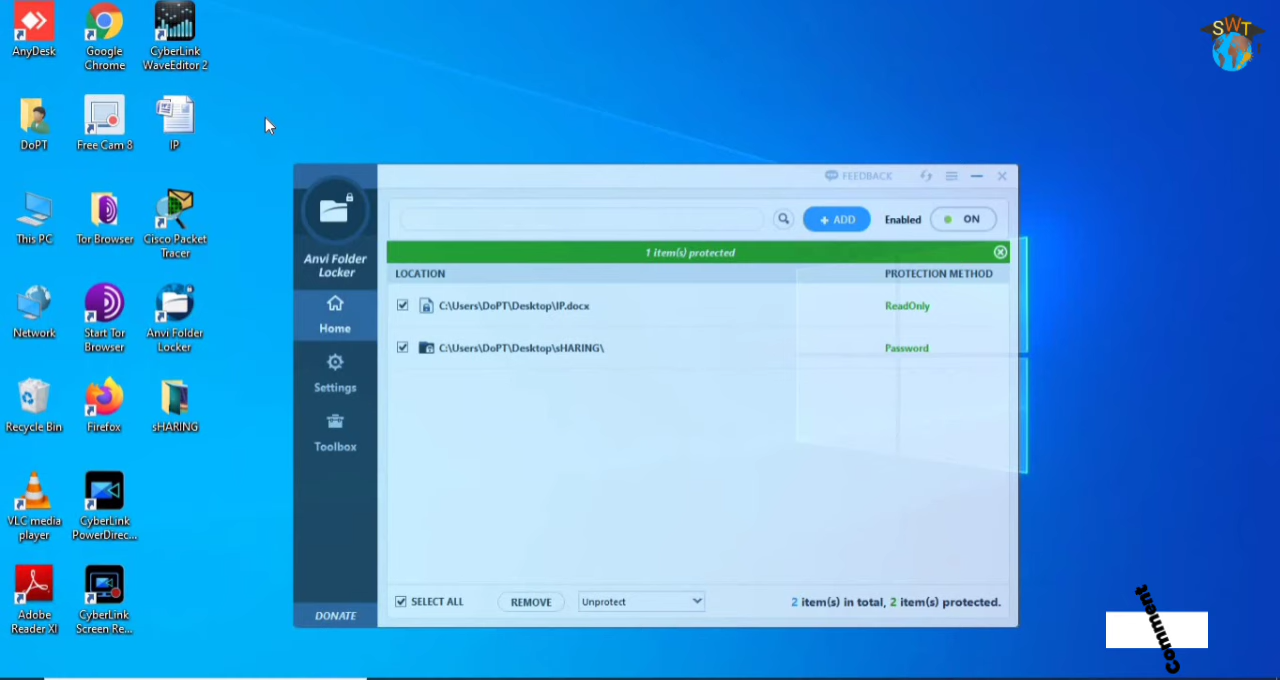 AnyDesk
Google
Chrome
CyberLink
WaveEditor 2
SWT
DoPT
Free Cam 8
IP
This PC
Tor Browser
Cisco Packet
Tracer
Network
Start Tor
Browser
Anvi Folder
Locker
Recycle Bin
Firefox
sHARING
VLC media
player
CyberLink
PowerDirec...
Adobe
Reader XI
CyberLink
Screen Re...
FEEDBACK
+ ADD
Enabled
ON
Anvi Folder
Locker
Home
Settings
Toolbox
DONATE
1 item(s) protected
LOCATION
PROTECTION METHOD
C:\Users\DoPT\Desktop\IP.docx
ReadOnly
C:\Users\DoPT\Desktop\sHARING\
Password
SELECT ALL
REMOVE
Unprotect
2 item(s) in total, 2 item(s) protected.
Comment